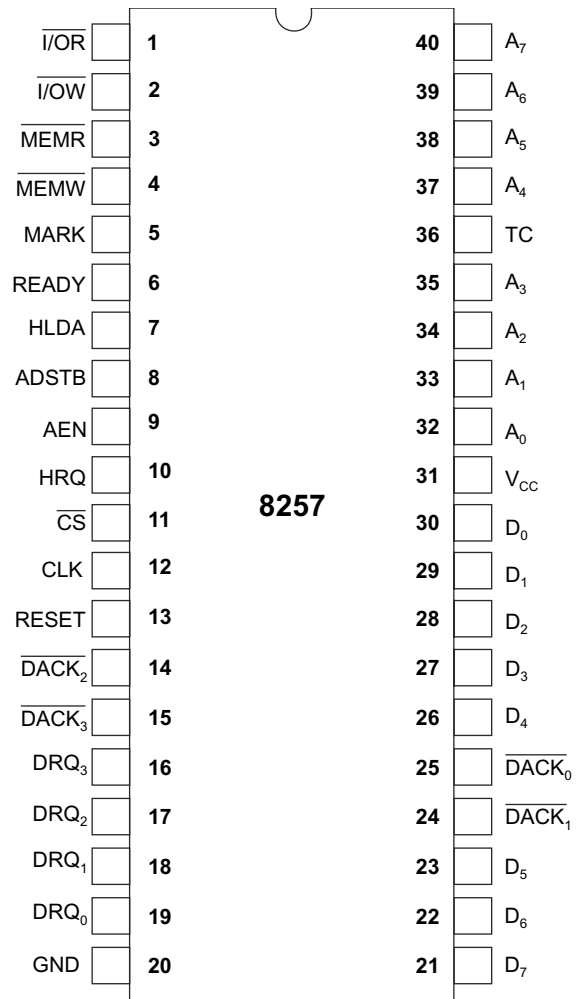 I/OR 1 40 A7
I/OW 2 39 A6
MEMR 3 38 A5
MEMW 4 37 A4
MARK 5 36 TC
READY 6 35 A3
HLDA 7 34 A2
ADSTB 8 33 A1
AEN 9 32 A0
HRQ 10 31 VCC
8257
CS 11 30 D0
CLK 12 29 D1
RESET 13 28 D2
DACK2 14 27 D3
DACK3 15 26 D4
DRQ3 16 25 DACK0
DRQ2 17 24 DACK1
DRQ1 18 23 D5
DRQ0 19 22 D6
GND 20 21 D7